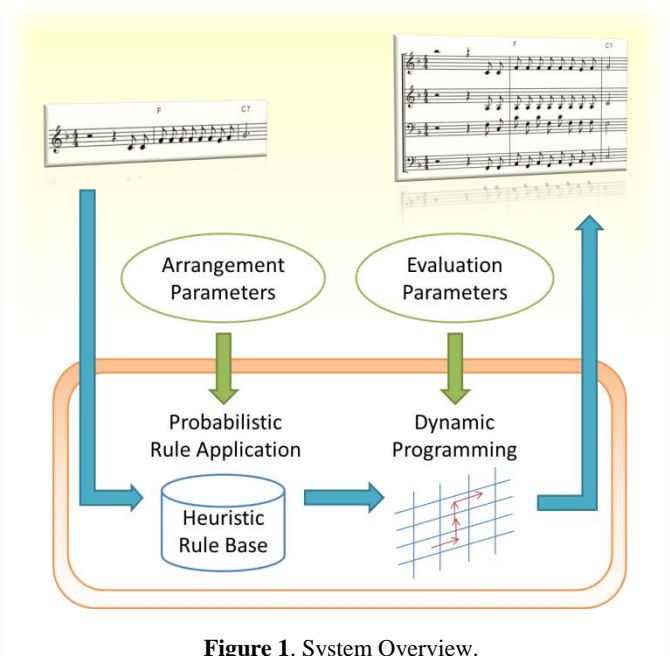 F
C7
F
C7
Arrangement
Parameters
Evaluation
Parameters
Probabilistic
Rule Application
Dynamic
Programming
Heuristic
Rule Base
Figure 1. System Overview.